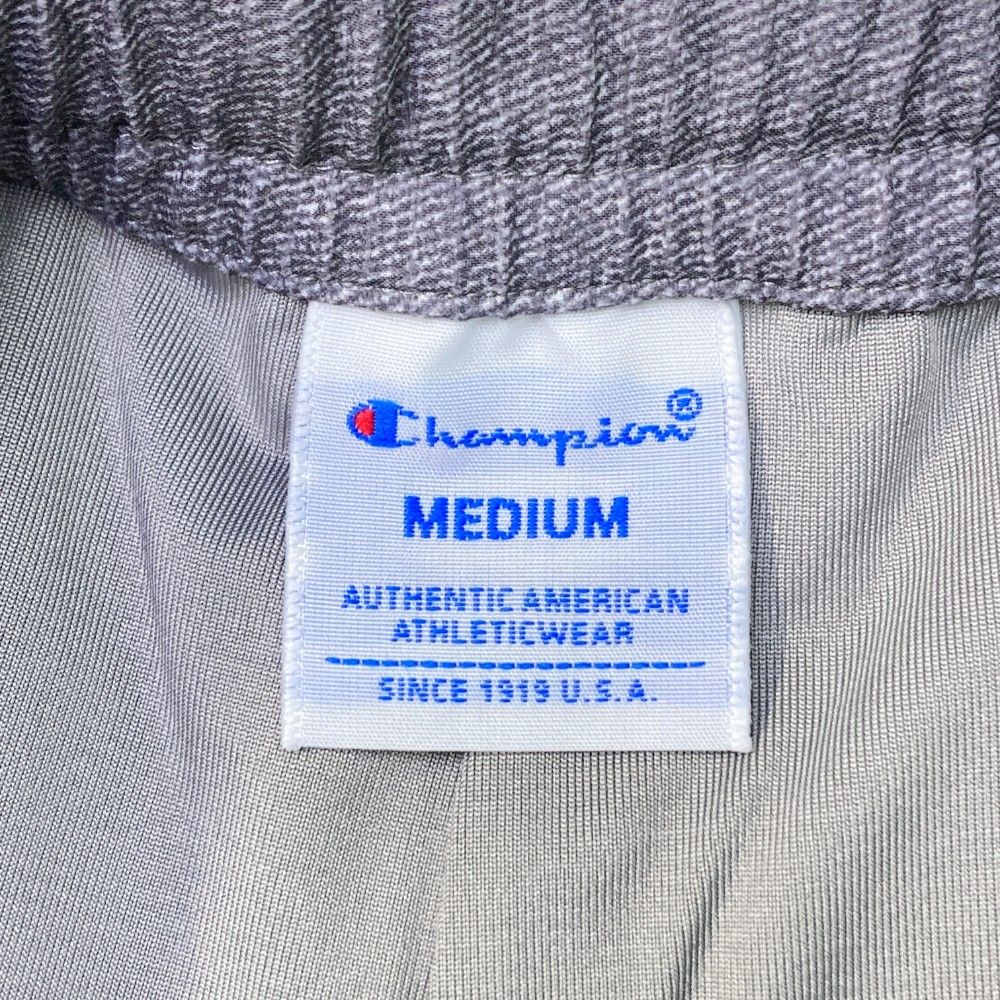 Champion®
MEDIUM
AUTHENTIC AMERICAN
ATHLETICWEAR
SINCE 1919 U.S.A.